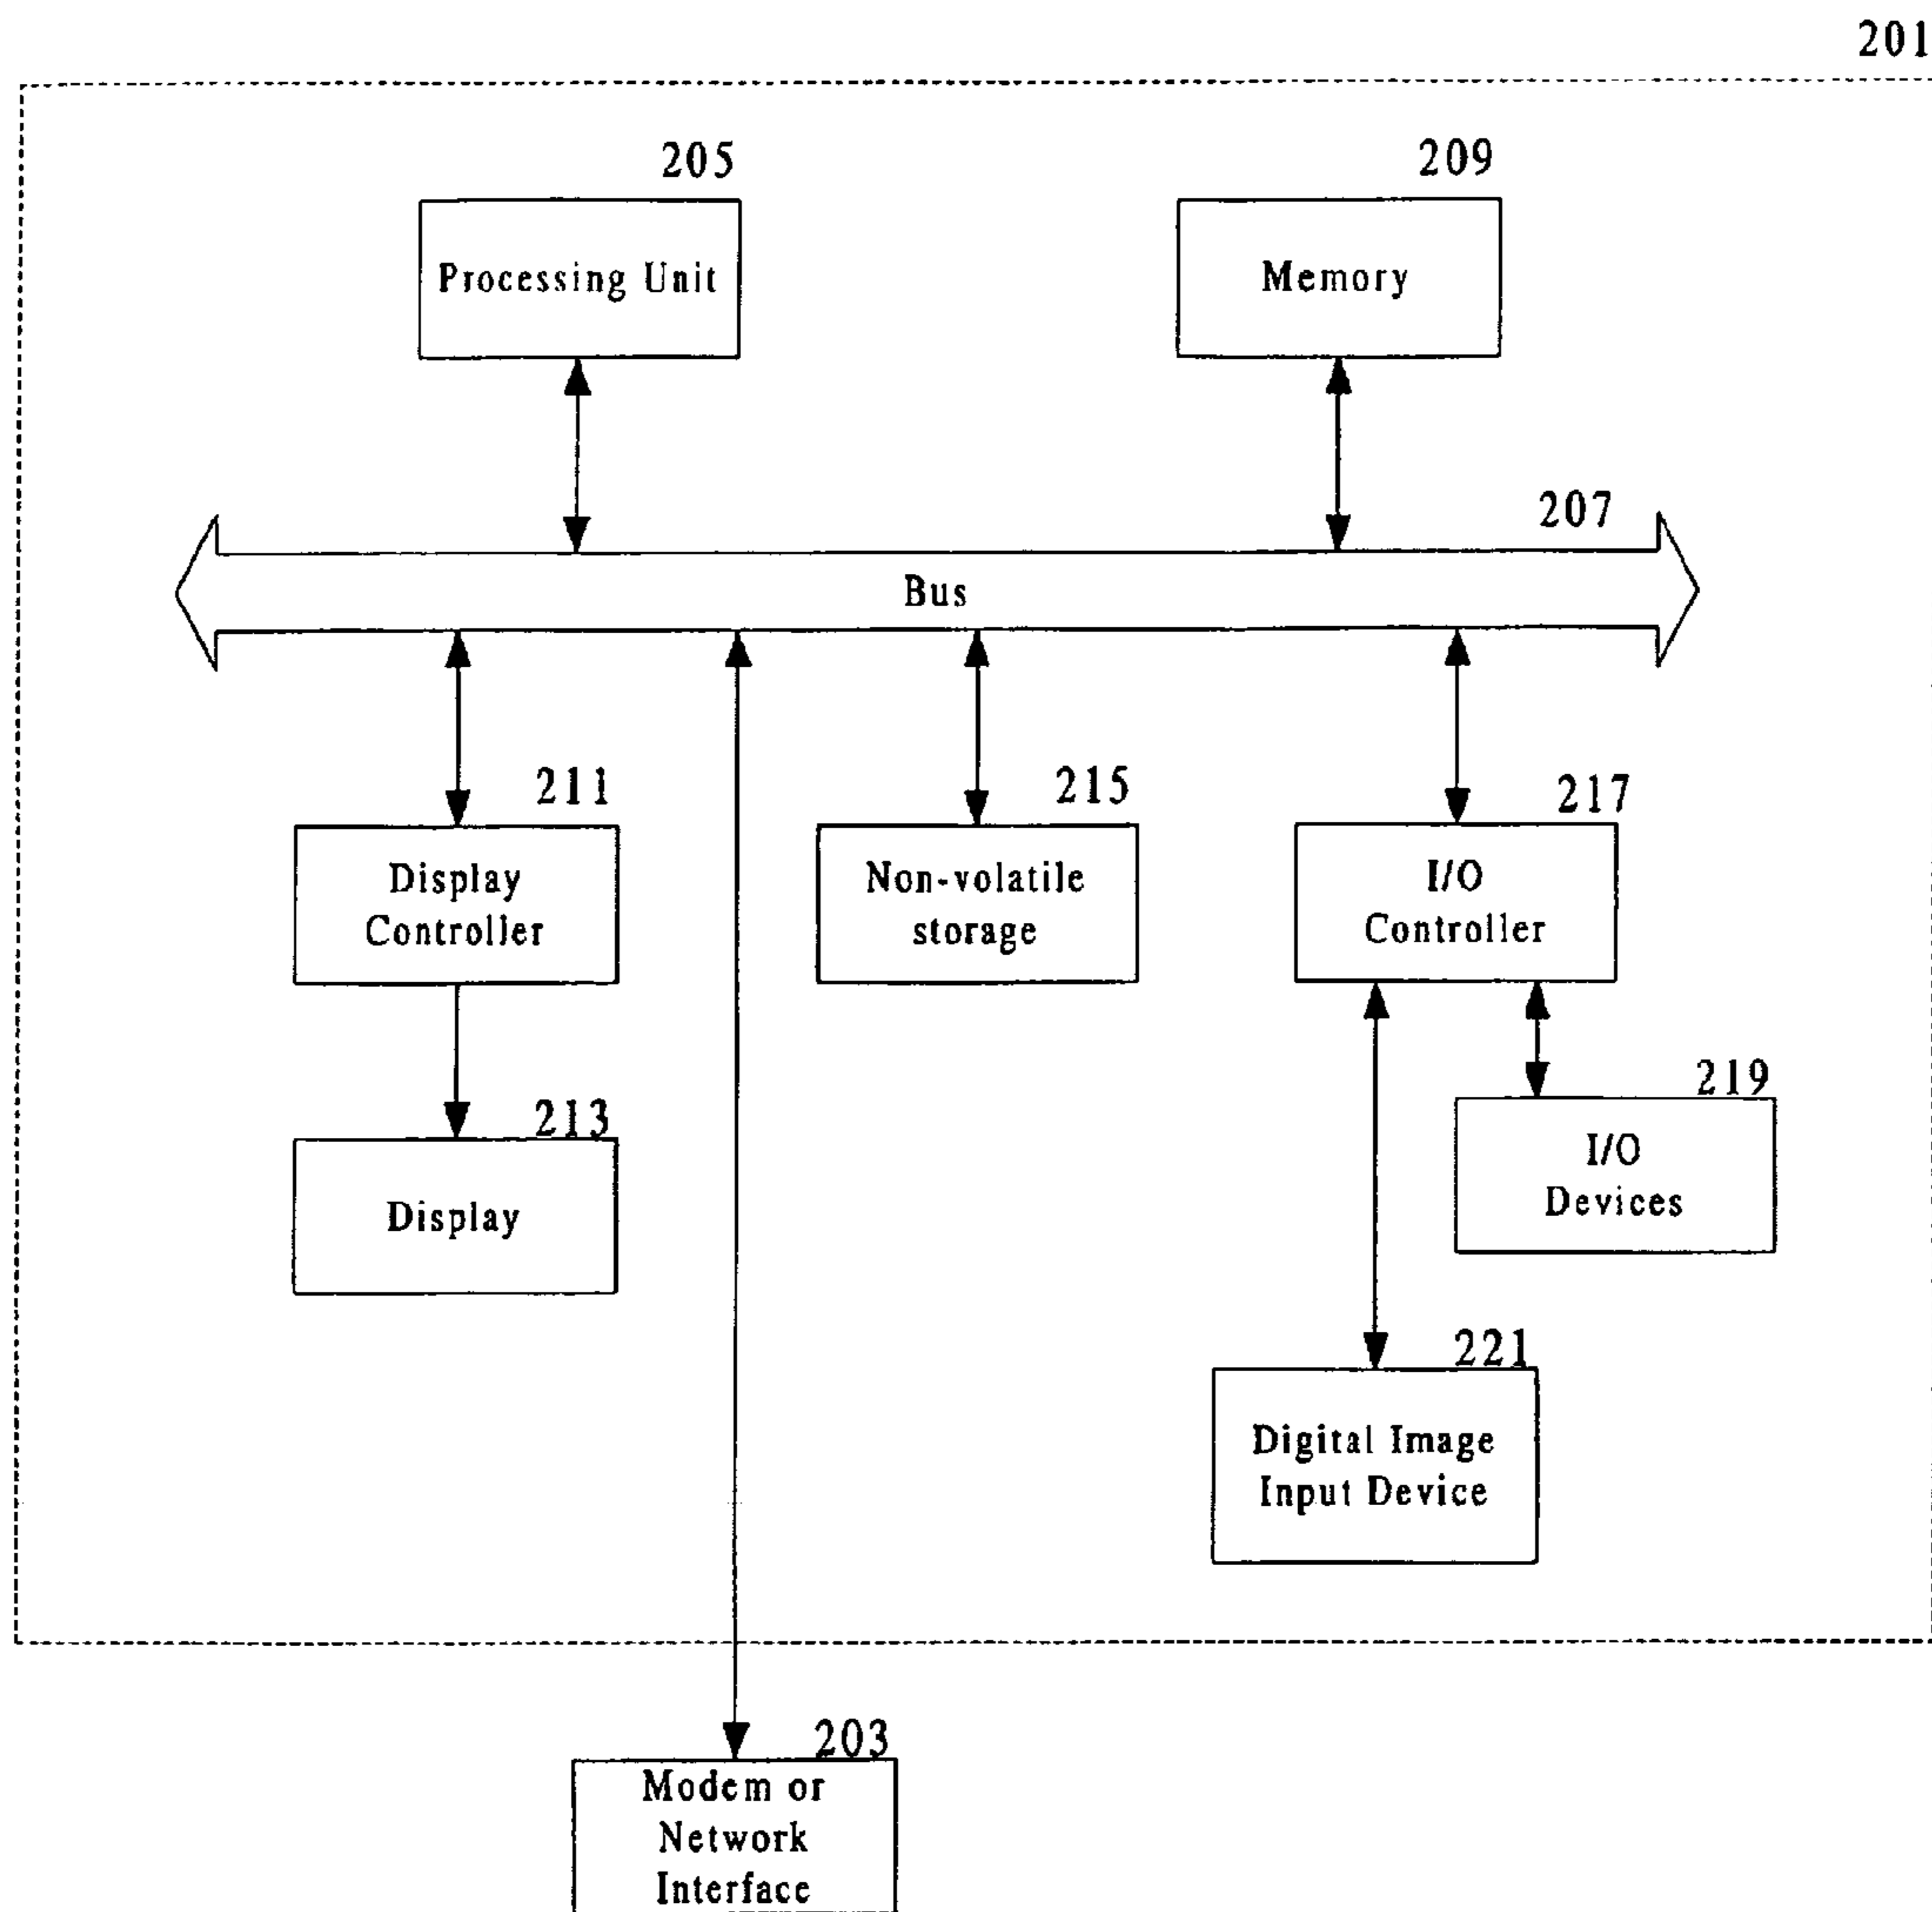 201
205
209
Processing Unit
Memory
207
Bus
211
215
217
Display
Controller
Non-volatile
storage
I/O
Controller
213
219
Display
I/O
Devices
221
Digital Image
Input Device
203
Modem or
Network
Interface